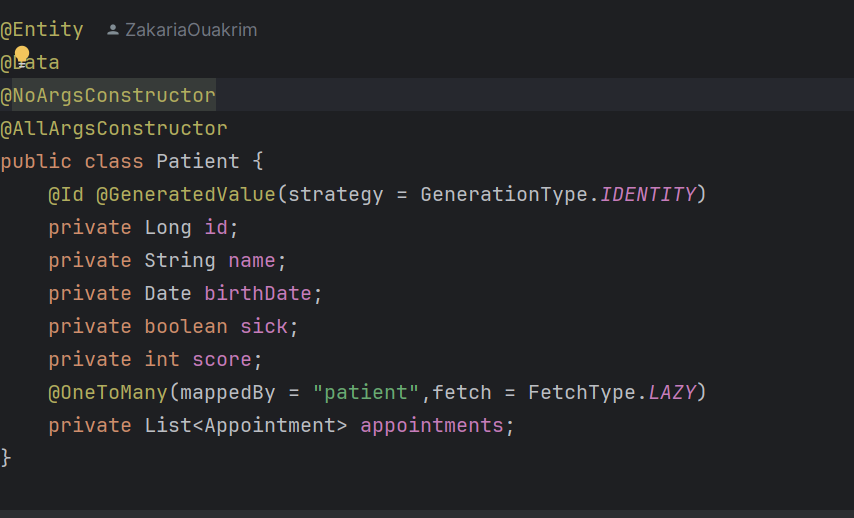 @Entity ZakariaOuakrim
@Data
@NoArgsConstructor
@AllArgsConstructor
public class Patient {
@Id @GeneratedValue(strategy = GenerationType.IDENTITY)
private Long id;
private String name;
private Date birthDate;
private boolean sick;
private int score;
@OneToMany(mappedBy = "patient",fetch = FetchType.LAZY)
private List<Appointment> appointments;
}